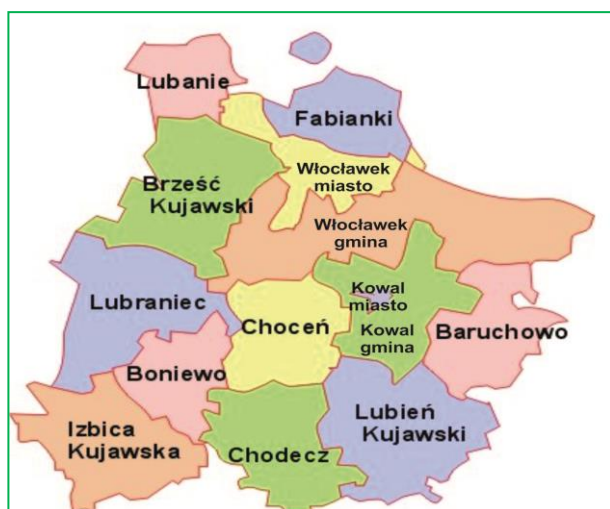 Lubanie
Fabianki
Włocławek
miasto
Brześć
Kujawski
Włocławek
gmina
Lubraniec
Kowal
miasto
Choceń
Kowal
gmina
Baruchowo
Boniewo
Lubień
Kujawski
Izbica
Kujawska
Chodecz